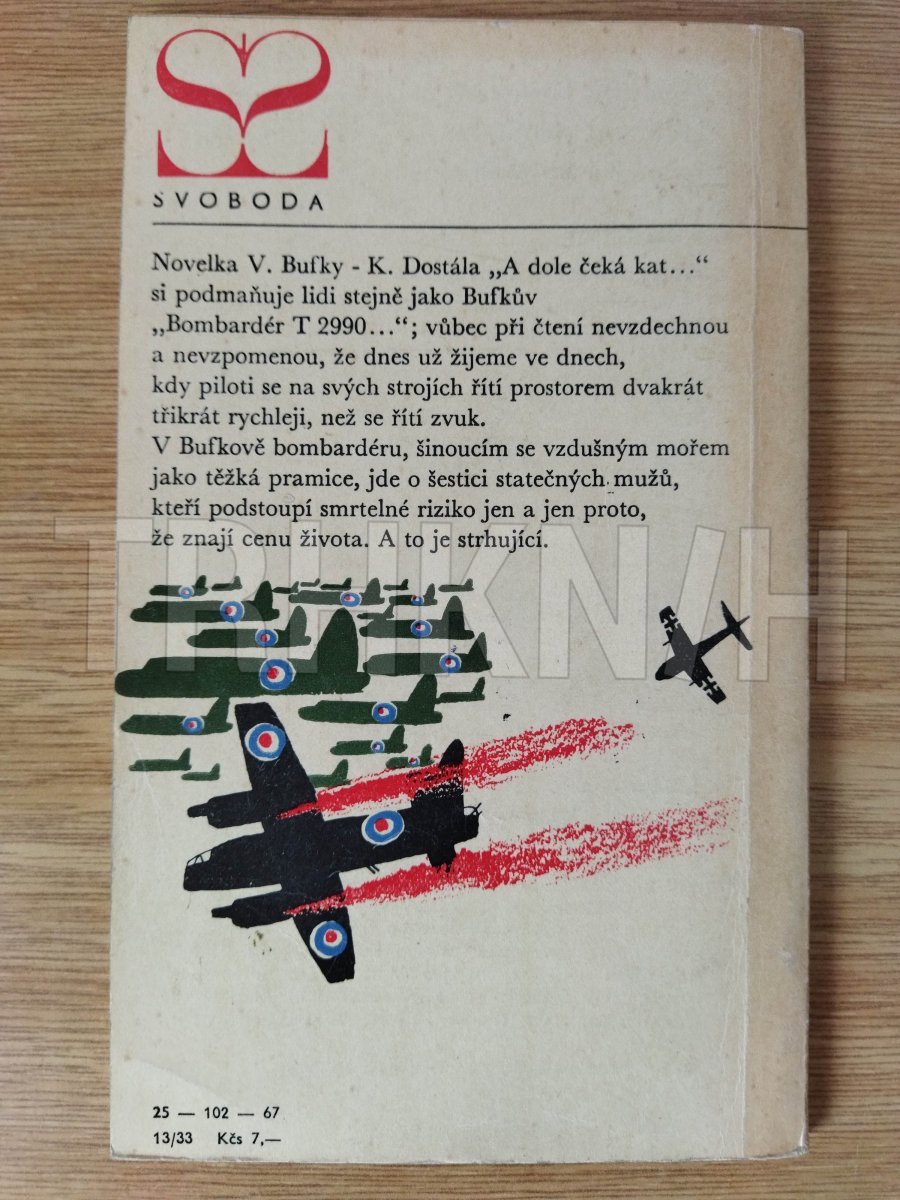 SVOBODA
Novelka V. Bufky - K. Dostála „A dole čeká kat...“
si podmaňuje lidi stejně jako Bufkův
„Bombardér T 2990...“; vůbec při čtení nevzdechnou
a nevzpomenou, že dnes už žijeme ve dnech,
kdy piloti se na svých strojích řítí prostorem dvakrát
třikrát rychleji, než se řítí zvuk.
V Bufkově bombardéru, šinoucím se vzdušným mořem
jako těžká pramice, jde o šestici statečných mužů,
kteří podstoupí smrtelné riziko jen a jen proto,
že znají cenu života. A to je strhující.
TRHKNIH
25 — 102 — 67
13/33 Kčs 7,—